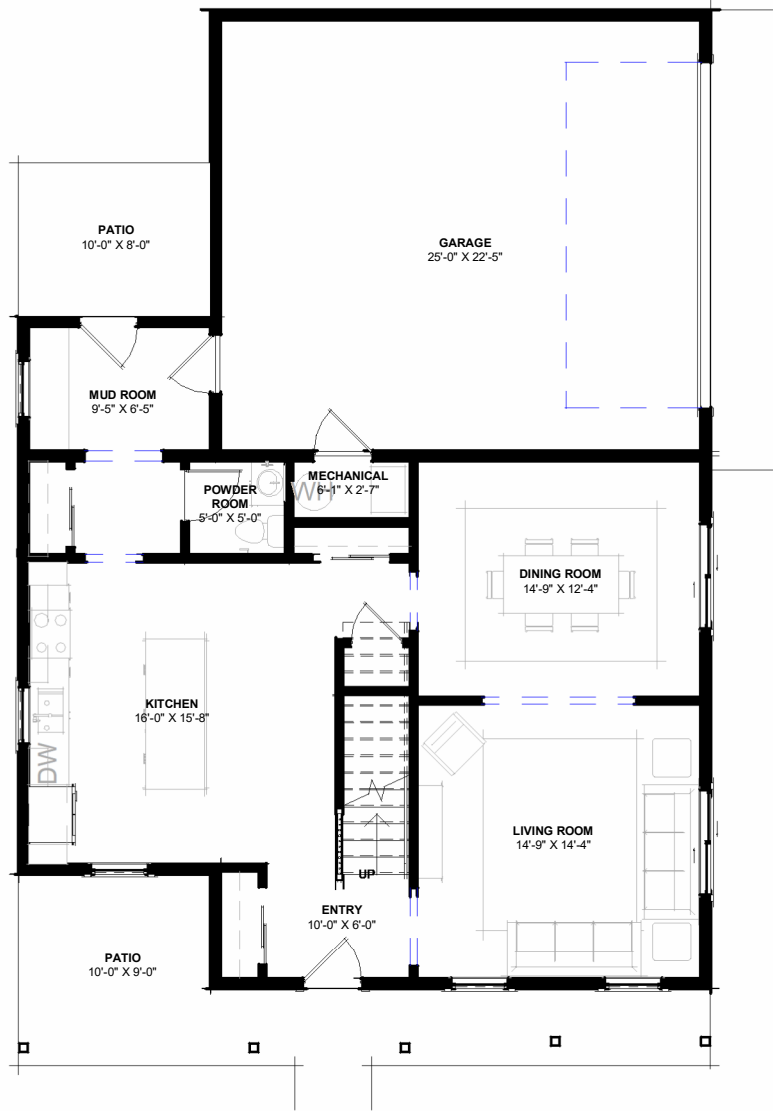 PATIO
10'-0" X 8'-0"
GARAGE
25'-0" X 22'-5"
MUD ROOM
9'-5" X 6'-5"
POWDER
ROOM
5'-0" X 5'-0"
MECHANICAL
6'-1" X 2'-7"
WH
DINING ROOM
14'-9" X 12'-4"
KITCHEN
16'-0" X 15'-8"
DW
LIVING ROOM
14'-9" X 14'-4"
UP
ENTRY
10'-0" X 6'-0"
PATIO
10'-0" X 9'-0"